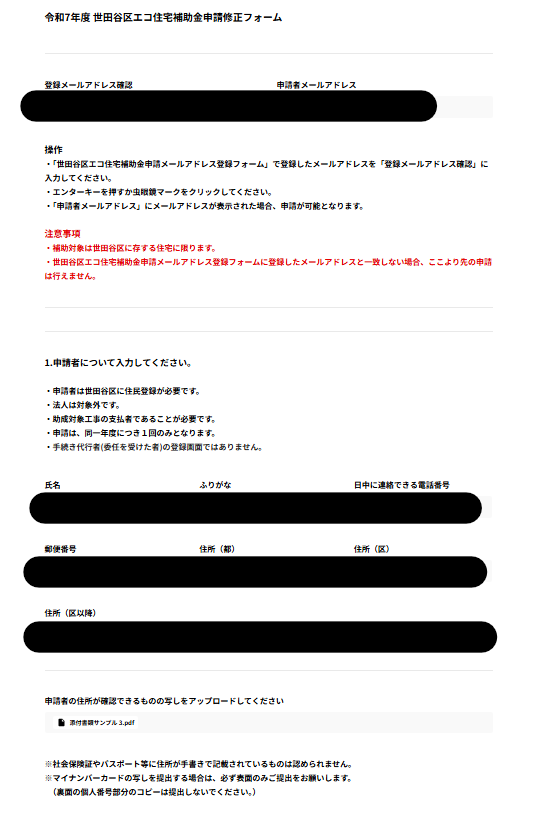 令和7年度 世田谷区エコ住宅補助金申請修正フォーム
登録メールアドレス確認
申請者メールアドレス
操作
・「世田谷区エコ住宅補助金申請メールアドレス登録フォーム」で登録したメールアドレスを「登録メールアドレス確認」に
入力してください。
・エンターキーを押すか虫眼鏡マークをクリックしてください。
・「申請者メールアドレス」にメールアドレスが表示された場合、申請が可能となります。
注意事項
・補助対象は世田谷区に存する住宅に限ります。
・世田谷区エコ住宅補助金申請メールアドレス登録フォームに登録したメールアドレスと一致しない場合、ここより先の申請
は行えません。
1.申請者について入力してください。
・申請者は世田谷区に住民登録が必要です。
・法人は対象外です。
・助成対象工事の支払者であることが必要です。
・申請は、同一年度につき１回のみとなります。
・手続き代行者(委任を受けた者)の登録画面ではありません。
氏名
ふりがな
日中に連絡できる電話番号
郵便番号
住所（都）
住所（区）
住所（区以降）
申請者の住所が確認できるものの写しをアップロードしてください
添付書類サンプル 3.pdf
※社会保険証やパスポート等に住所が手書きで記載されているものは認められません。
※マイナンバーカードの写しを提出する場合は、必ず表面のみご提出をお願いします。
（裏面の個人番号部分のコピーは提出しないでください。）